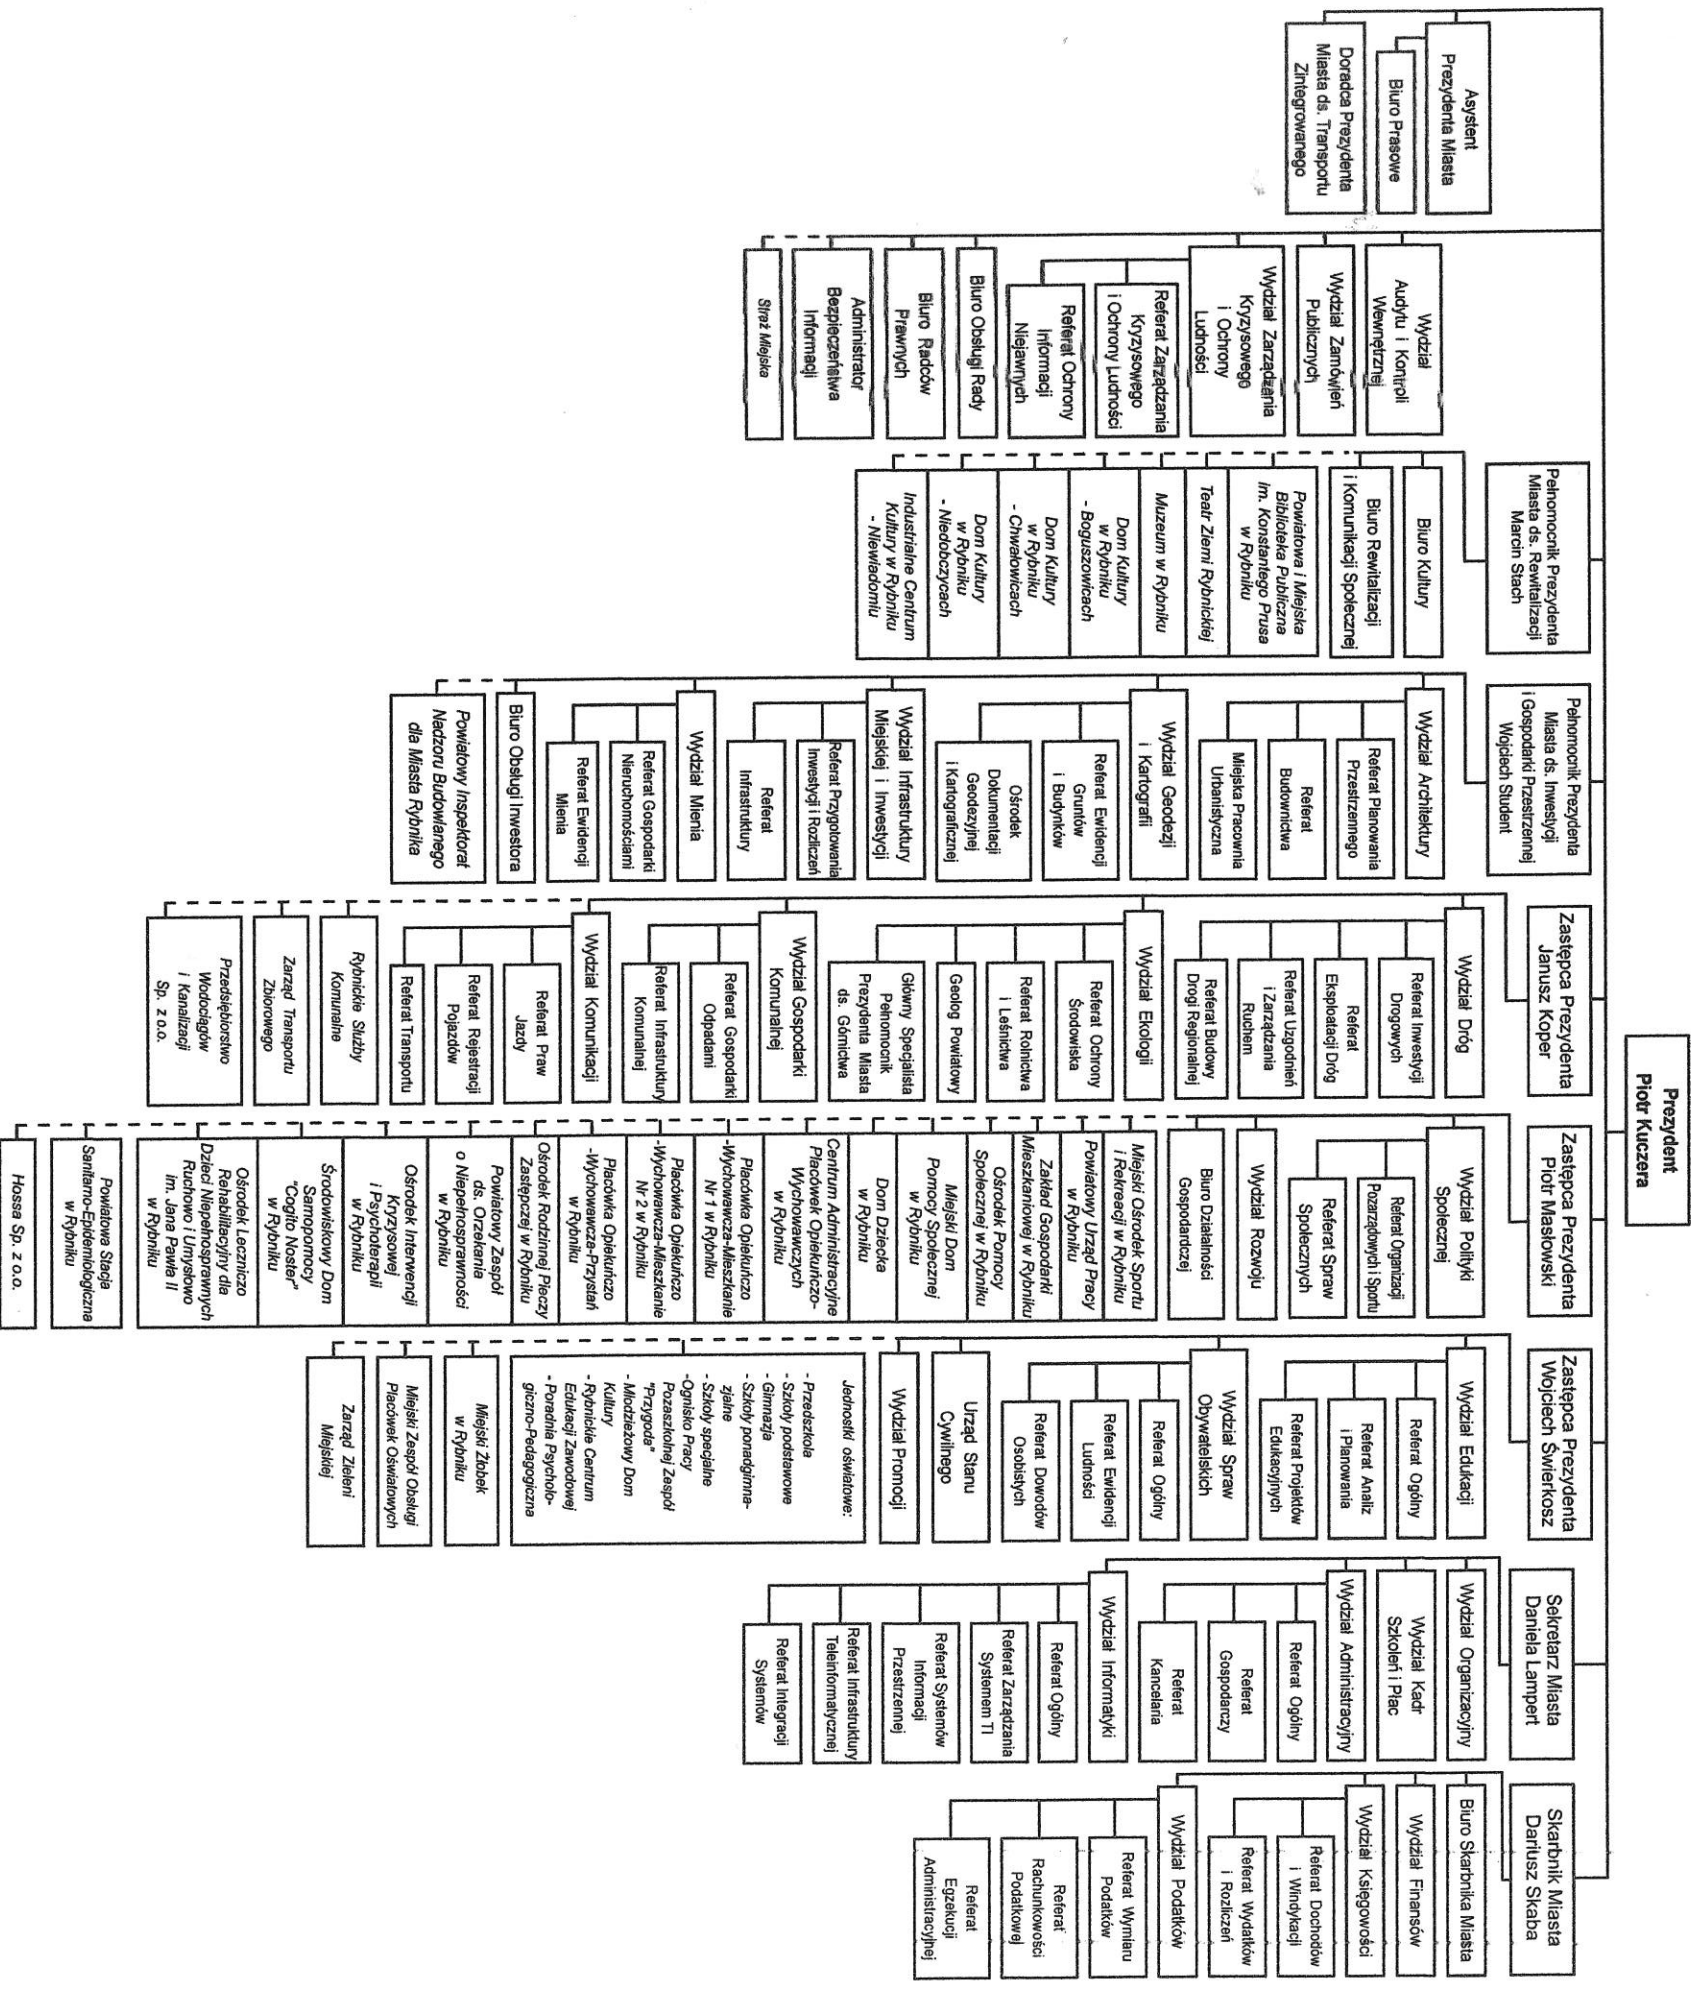 Prezydent
Piotr Kuczera
Asystent
Prezydenta Miasta
Biuro Prasowe
Doradca Prezydenta
Miasta ds. Transportu
Zintegrowanego
Wydział
Audytu i Kontroli
Wewnętrznej
Wydział Zamówień
Publicznych
Wydział Zarządzania
Kryzysowego
i Ochrony
Ludności
Referat Zarządzania
Kryzysowego
i Ochrony Ludności
Referat Ochrony
Informacji
Niejawnych
Biuro Obsługi Rady
Biuro Radców
Prawnych
Administrator
Bezpieczeństwa
Informacji
Straż Miejska
Pełnomocnik Prezydenta
Miasta ds. Rewitalizacji
Marcin Stach
Biuro Kultury
Biuro Rewitalizacji
i Komunikacji Społecznej
Powiatowa i Miejska
Biblioteka Publiczna
im. Konstantego Prusa
w Rybniku
Teatr Ziemi Rybnickiej
Muzeum w Rybniku
Dom Kultury
w Rybniku
- Boguszowicach
Dom Kultury
w Rybniku
- Chwałowicach
Dom Kultury
w Rybniku
- Niedobczycach
Industrialne Centrum
Kultury w Rybniku
- Niewiadomiu
Pełnomocnik Prezydenta
Miasta ds. Inwestycji
i Gospodarki Przestrzennej
Wojciech Student
Wydział Architektury
Referat Planowania
Przestrzennego
Referat
Budownictwa
Miejska Pracownia
Urbanistyczna
Wydział Geodezji
i Kartografii
Referat Ewidencji
Gruntów
i Budynków
Ośrodek
Dokumentacji
Geodezyjnej
i Kartograficznej
Wydział Infrastruktury
Miejskiej i Inwestycji
Referat Przygotowania
Inwestycji i Rozliczeń
Referat
Infrastruktury
Wydział Mienia
Referat Gospodarki
Nieruchomościami
Referat Ewidencji
Mienia
Biuro Obsługi Inwestora
Powiatowy Inspektorat
Nadzoru Budowlanego
dla Miasta Rybnika
Zastępca Prezydenta
Janusz Koper
Wydział Dróg
Referat Inwestycji
Drogowych
Referat
Eksploatacji Dróg
Referat Uzgodnień
i Zarządzania
Ruchem
Referat Budowy
Drogi Regionalnej
Wydział Ekologii
Referat Ochrony
Środowiska
Referat Rolnictwa
i Leśnictwa
Geolog Powiatowy
Główny Specjalista
Pełnomocnik
Prezydenta Miasta
ds. Górnictwa
Wydział Gospodarki
Komunalnej
Referat Gospodarki
Odpadami
Referat Infrastruktury
Komunalnej
Wydział Komunikacji
Referat Praw
Jazdy
Referat Rejestracji
Pojazdów
Referat Transportu
Rybnickie Służby
Komunalne
Zarząd Transportu
Zbiorowego
Przedsiębiorstwo
Wodociągów
i Kanalizacji
Sp. z o.o.
Zastępca Prezydenta
Piotr Masłowski
Wydział Polityki
Społecznej
Referat Organizacji
Pozarządowych i Sportu
Referat Spraw
Społecznych
Wydział Rozwoju
Biuro Działalności
Gospodarczej
Miejski Ośrodek Sportu
i Rekreacji w Rybniku
Powiatowy Urząd Pracy
w Rybniku
Zakład Gospodarki
Mieszkaniowej w Rybniku
Ośrodek Pomocy
Społecznej w Rybniku
Miejski Dom
Pomocy Społecznej
w Rybniku
Dom Dziecka
w Rybniku
Centrum Administracyjne
Placówek Opiekuńczo-
Wychowawczych
w Rybniku
Placówka Opiekuńczo
-Wychowawcza-Mieszkanie
Nr 1 w Rybniku
Placówka Opiekuńczo
-Wychowawcza-Mieszkanie
Nr 2 w Rybniku
Placówka Opiekuńczo
-Wychowawcza-Przystań
w Rybniku
Ośrodek Rodzinnej Pieczy
Zastępczej w Rybniku
Powiatowy Zespół
ds. Orzekania
o Niepełnosprawności
w Rybniku
Ośrodek Interwencji
Kryzysowej
i Psychoterapii
w Rybniku
Środowiskowy Dom
Samopomocy
"Cogito Noster"
w Rybniku
Ośrodek Leczniczo
Rehabilitacyjny dla
Dzieci Niepełnosprawnych
Ruchowo i Umysłowo
im. Jana Pawła II
w Rybniku
Powiatowa Stacja
Sanitarno-Epidemiologiczna
w Rybniku
Hossa Sp. z o.o.
Zastępca Prezydenta
Wojciech Świerkosz
Wydział Edukacji
Referat Ogólny
Referat Analiz
i Planowania
Referat Projektów
Edukacyjnych
Wydział Spraw
Obywatelskich
Referat Ogólny
Referat Ewidencji
Ludności
Referat Dowodów
Osobistych
Urząd Stanu
Cywilnego
Wydział Promocji
Jednostki oświatowe:
- Przedszkola
- Szkoły podstawowe
- Gimnazja
- Szkoły ponadgimna-
zjalne
- Szkoły specjalne
-Ognisko Pracy
Pozaszkolnej Zespół
"Przygoda"
- Młodzieżowy Dom
Kultury
- Rybnickie Centrum
Edukacji Zawodowej
- Poradnia Psycholo-
giczno-Pedagogiczna
Miejski Żłobek
w Rybniku
Miejski Zespół Obsługi
Placówek Oświatowych
Zarząd Zieleni
Miejskiej
Sekretarz Miasta
Daniela Lampert
Wydział Organizacyjny
Wydział Kadr
Szkoleń i Płac
Wydział Administracyjny
Referat Ogólny
Referat
Gospodarczy
Referat
Kancelaria
Wydział Informatyki
Referat Ogólny
Referat Zarządzania
Systemem TI
Referat Systemów
Informacji
Przestrzennej
Referat Infrastruktury
Teleinformatycznej
Referat Integracji
Systemów
Skarbnik Miasta
Dariusz Skaba
Biuro Skarbnika Miasta
Wydział Finansów
Wydział Księgowości
Referat Dochodów
i Windykacji
Referat Wydatków
i Rozliczeń
Wydział Podatków
Referat Wymiaru
Podatków
Referat
Rachunkowości
Podatkowej
Referat
Egzekucji
Administracyjnej